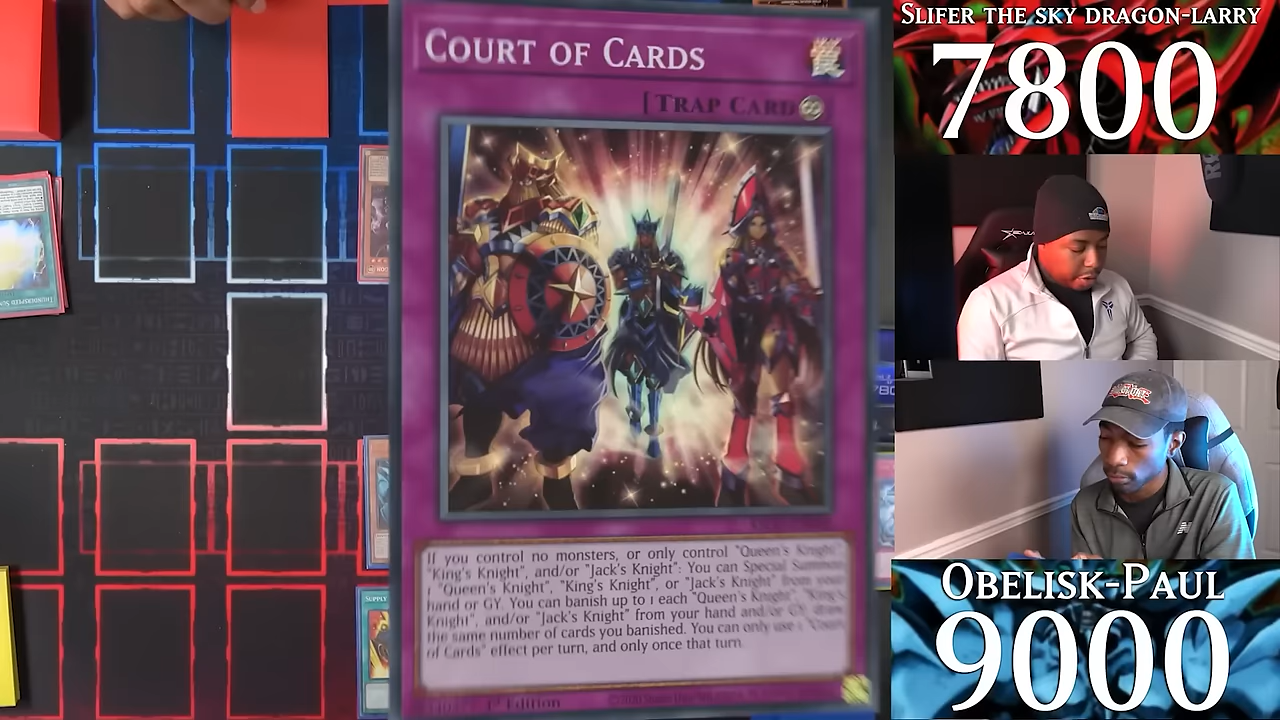 Court of Cards
[Trap Card
If you control no monsters, or only control "Queen's Knight",
"King's Knight", and/or "Jack's Knight": You can Special Summon
"Queen's Knight", "King's Knight", or "Jack's Knight" from your
hand or GY. You can banish up to 1 each "Queen's Knight", "King's
Knight", and/or "Jack's Knight" from your hand and/or GY, draw
the same number of cards you banished. You can only use 1 "Court
of Cards" effect per turn, and only once that turn.
1st Edition
Slifer the sky dragon-Larry
7800
Obelisk-Paul
9000
Supply